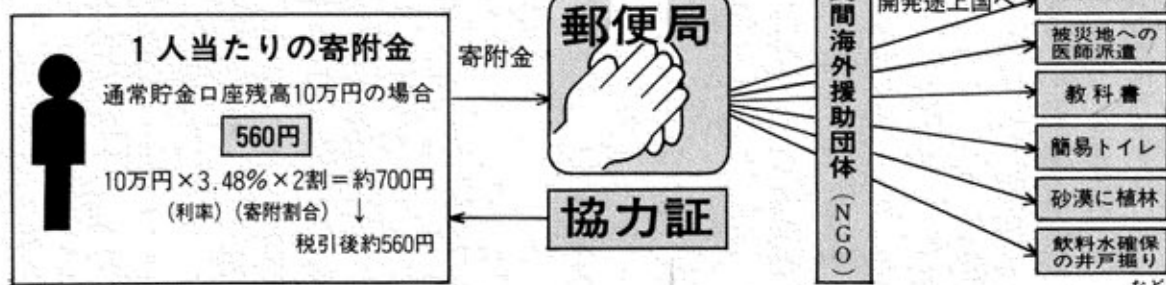 1人当たりの寄附金
通常貯金口座残高10万円の場合
560円
10万円×3.48%×2割=約700円
(利率)(寄附割合) ↓
税引後約560円
寄附金
郵便局
協力証
間海外援助団体(NGO)
開発途上国へ
被災地への
医師派遣
教科書
簡易トイレ
砂漠に植林
飲料水確保
の井戸掘り
など